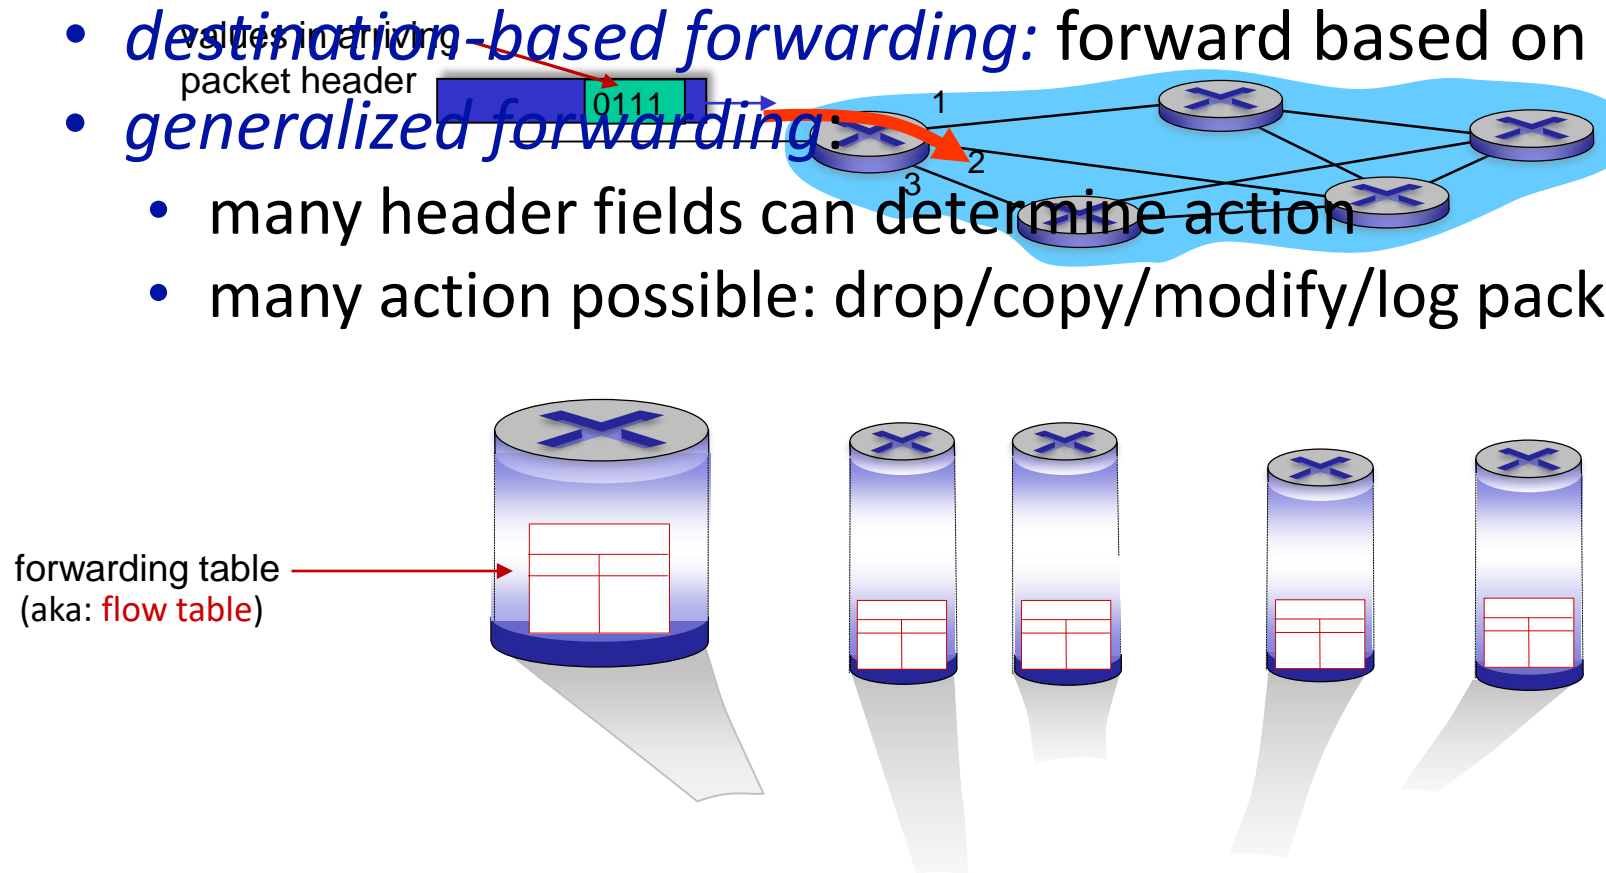 • destination-based forwarding: forward based on
values in arriving
packet header
0111
• generalized forwarding:
1
2
3
• many header fields can determine action
• many action possible: drop/copy/modify/log pack
forwarding table
(aka: flow table)